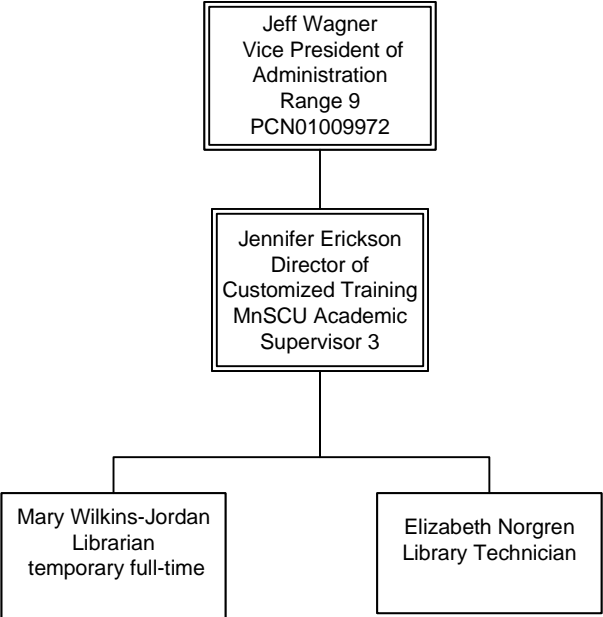 Jeff Wagner
Vice President of
Administration
Range 9
PCN01009972
Jennifer Erickson
Director of
Customized Training
MnSCU Academic
Supervisor 3
Mary Wilkins-Jordan
Librarian
temporary full-time
Elizabeth Norgren
Library Technician